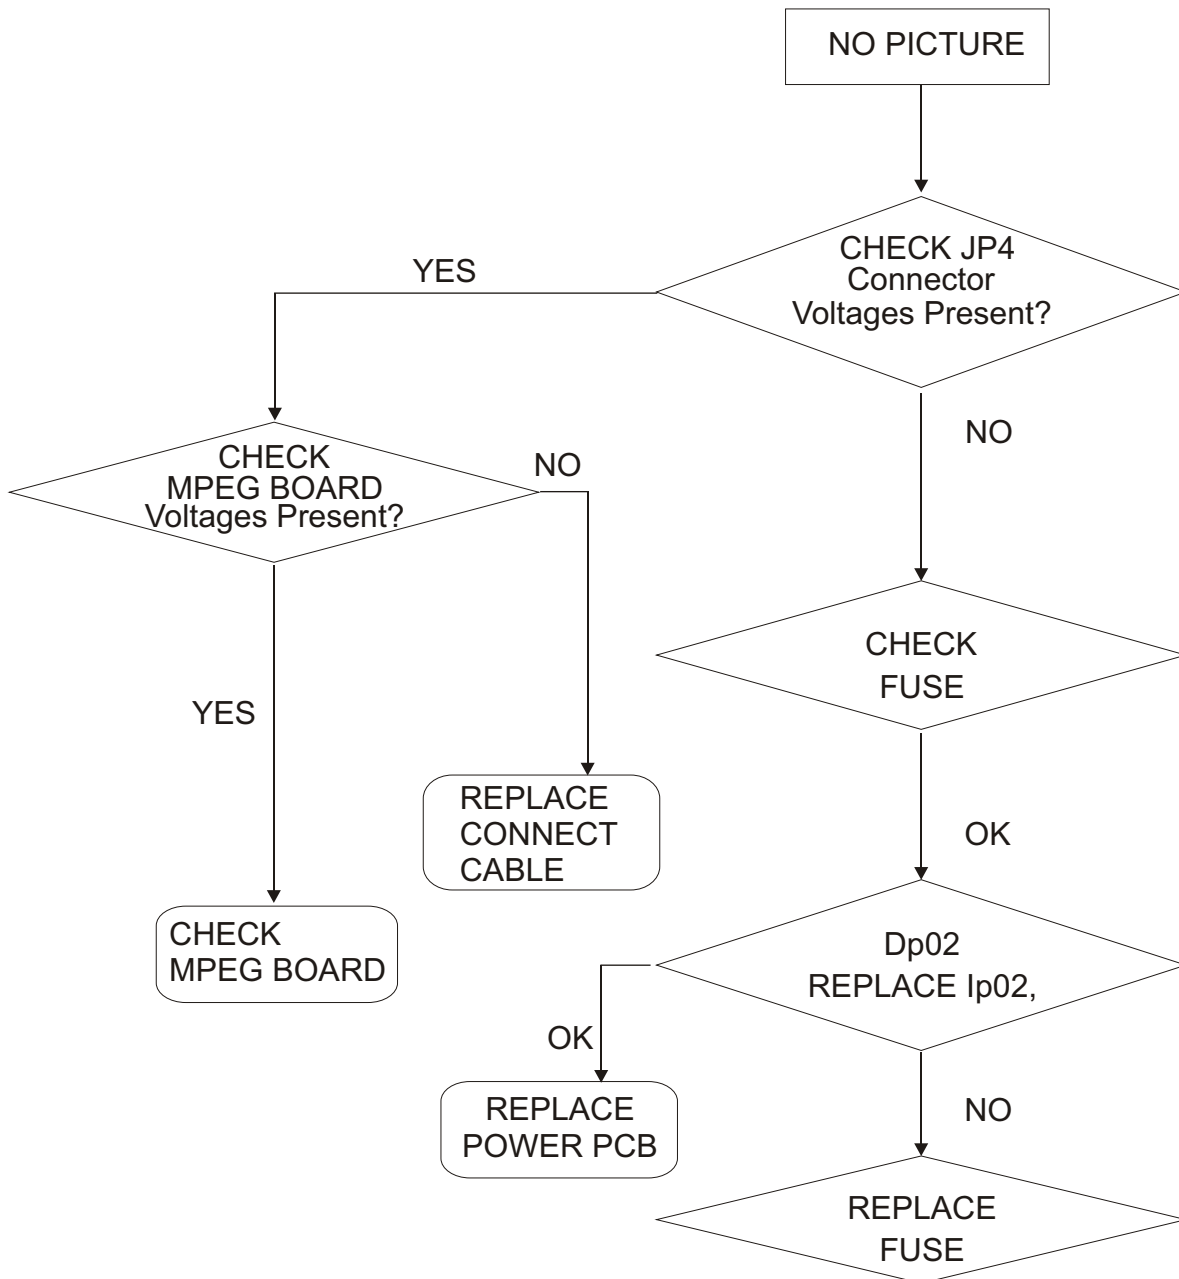 NO PICTURE
CHECK JP4
Connector
Voltages Present?
YES
NO
CHECK
MPEG BOARD
Voltages Present?
NO
YES
CHECK
FUSE
REPLACE
CONNECT
CABLE
OK
CHECK
MPEG BOARD
Dp02
REPLACE Ip02,
OK
REPLACE
POWER PCB
NO
REPLACE
FUSE